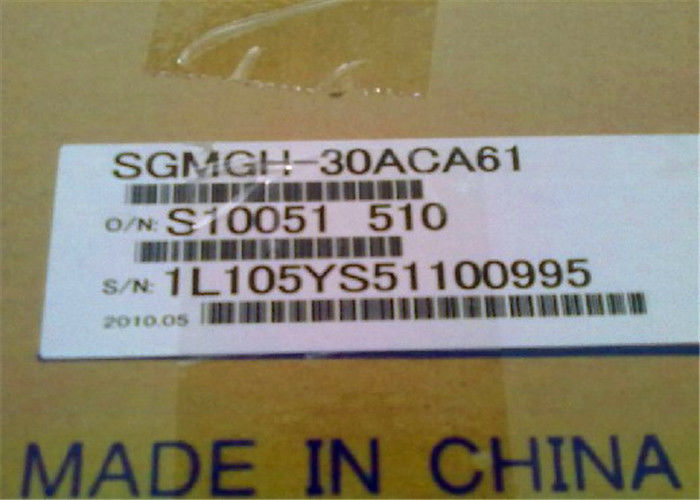 SGMGH-30ACA61
O/N: S10051 510
S/N: 1L105YS51100995
2010.05
MADE IN CHINA